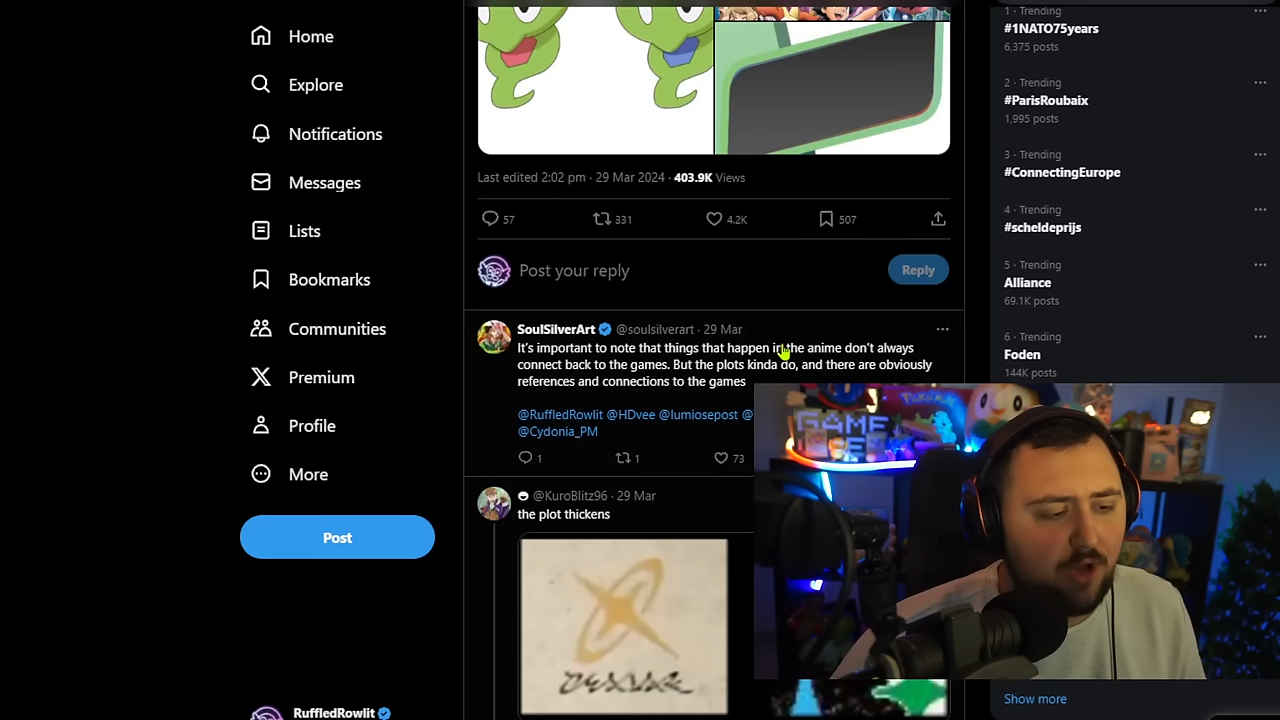 Home
Explore
Notifications
Messages
Lists
Bookmarks
Communities
Premium
Profile
More
Post
RuffledRowlit
Last edited 2:02 pm · 29 Mar 2024 · 403.9K Views
57
331
4.2K
507
Post your reply
Reply
SoulSilverArt @soulsilverart · 29 Mar
It's important to note that things that happen in the anime don't always
connect back to the games. But the plots kinda do, and there are obviously
references and connections to the games
@RuffledRowlit @HDvee @lumiosepost @
@Cydonia_PM
1
1
73
@KuroBlitz96 · 29 Mar
the plot thickens
1 · Trending
#1NATO75years
6,375 posts
2 · Trending
#ParisRoubaix
1,995 posts
3 · Trending
#ConnectingEurope
4 · Trending
#scheldeprijs
5 · Trending
Alliance
69.1K posts
6 · Trending
Foden
144K posts
GAME
Show more